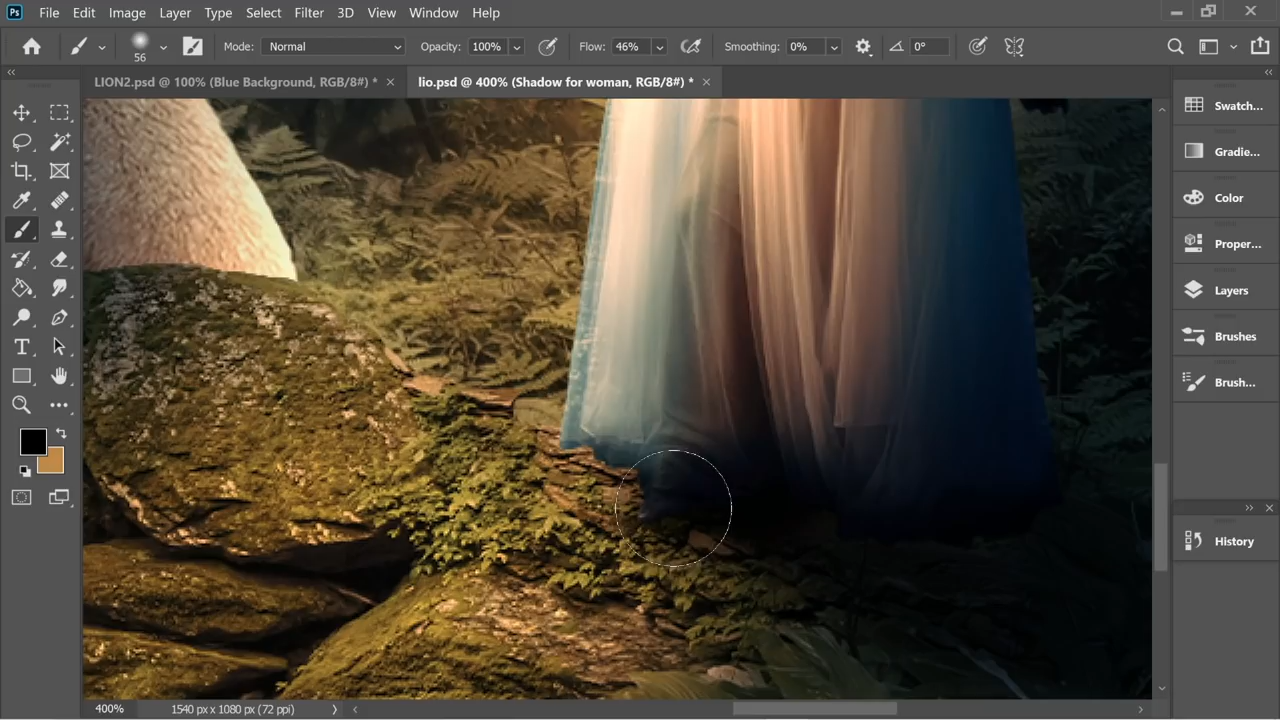 Ps File Edit Image Layer Type Select Filter 3D View Window Help
56 Mode: Normal Opacity: 100% Flow: 46% Smoothing: 0% 0°
LION2.psd @ 100% (Blue Background, RGB/8#) * × lio.psd @ 400% (Shadow for woman, RGB/8#) * ×
Swatch...
Gradie...
Color
Proper...
Layers
Brushes
Brush...
History
400% 1540 px x 1080 px (72 ppi)